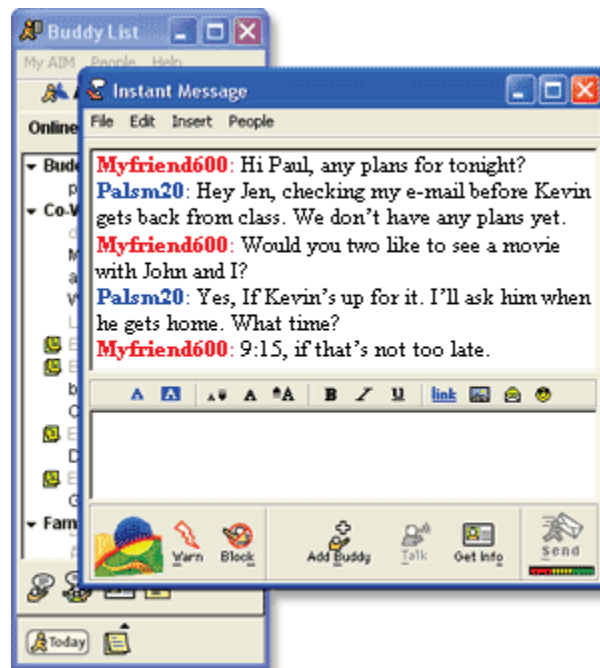 Buddy List
My AIM People Help
Instant Message
Online
File Edit Insert People
Myfriend600: Hi Paul, any plans for tonight?
Palsm20: Hey Jen, checking my e-mail before Kevin
gets back from class. We don't have any plans yet.
Myfriend600: Would you two like to see a movie
with John and I?
Palsm20: Yes, If Kevin's up for it. I'll ask him when
he gets home. What time?
Myfriend600: 9:15, if that's not too late.
A A A A A B I U link
Warn Block Add Buddy Talk Get Info Send
Today